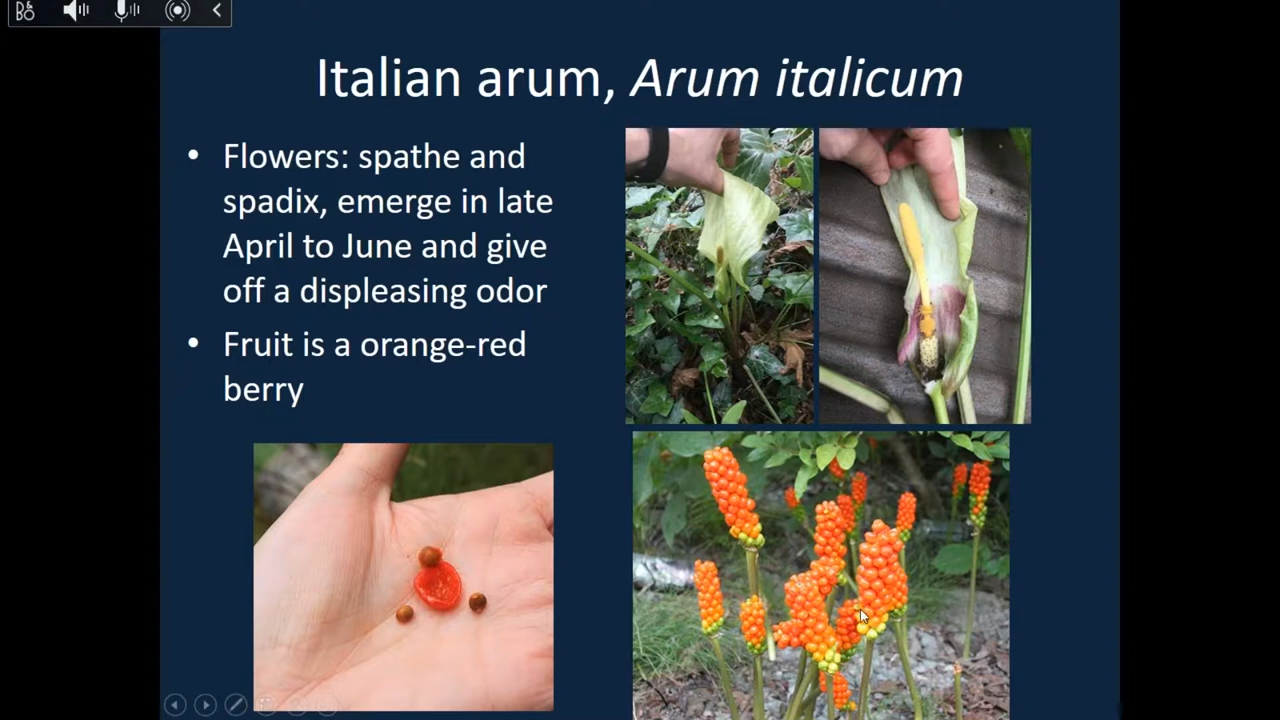 B&O
Italian arum, Arum italicum
• Flowers: spathe and
spadix, emerge in late
April to June and give
off a displeasing odor
• Fruit is a orange-red
berry